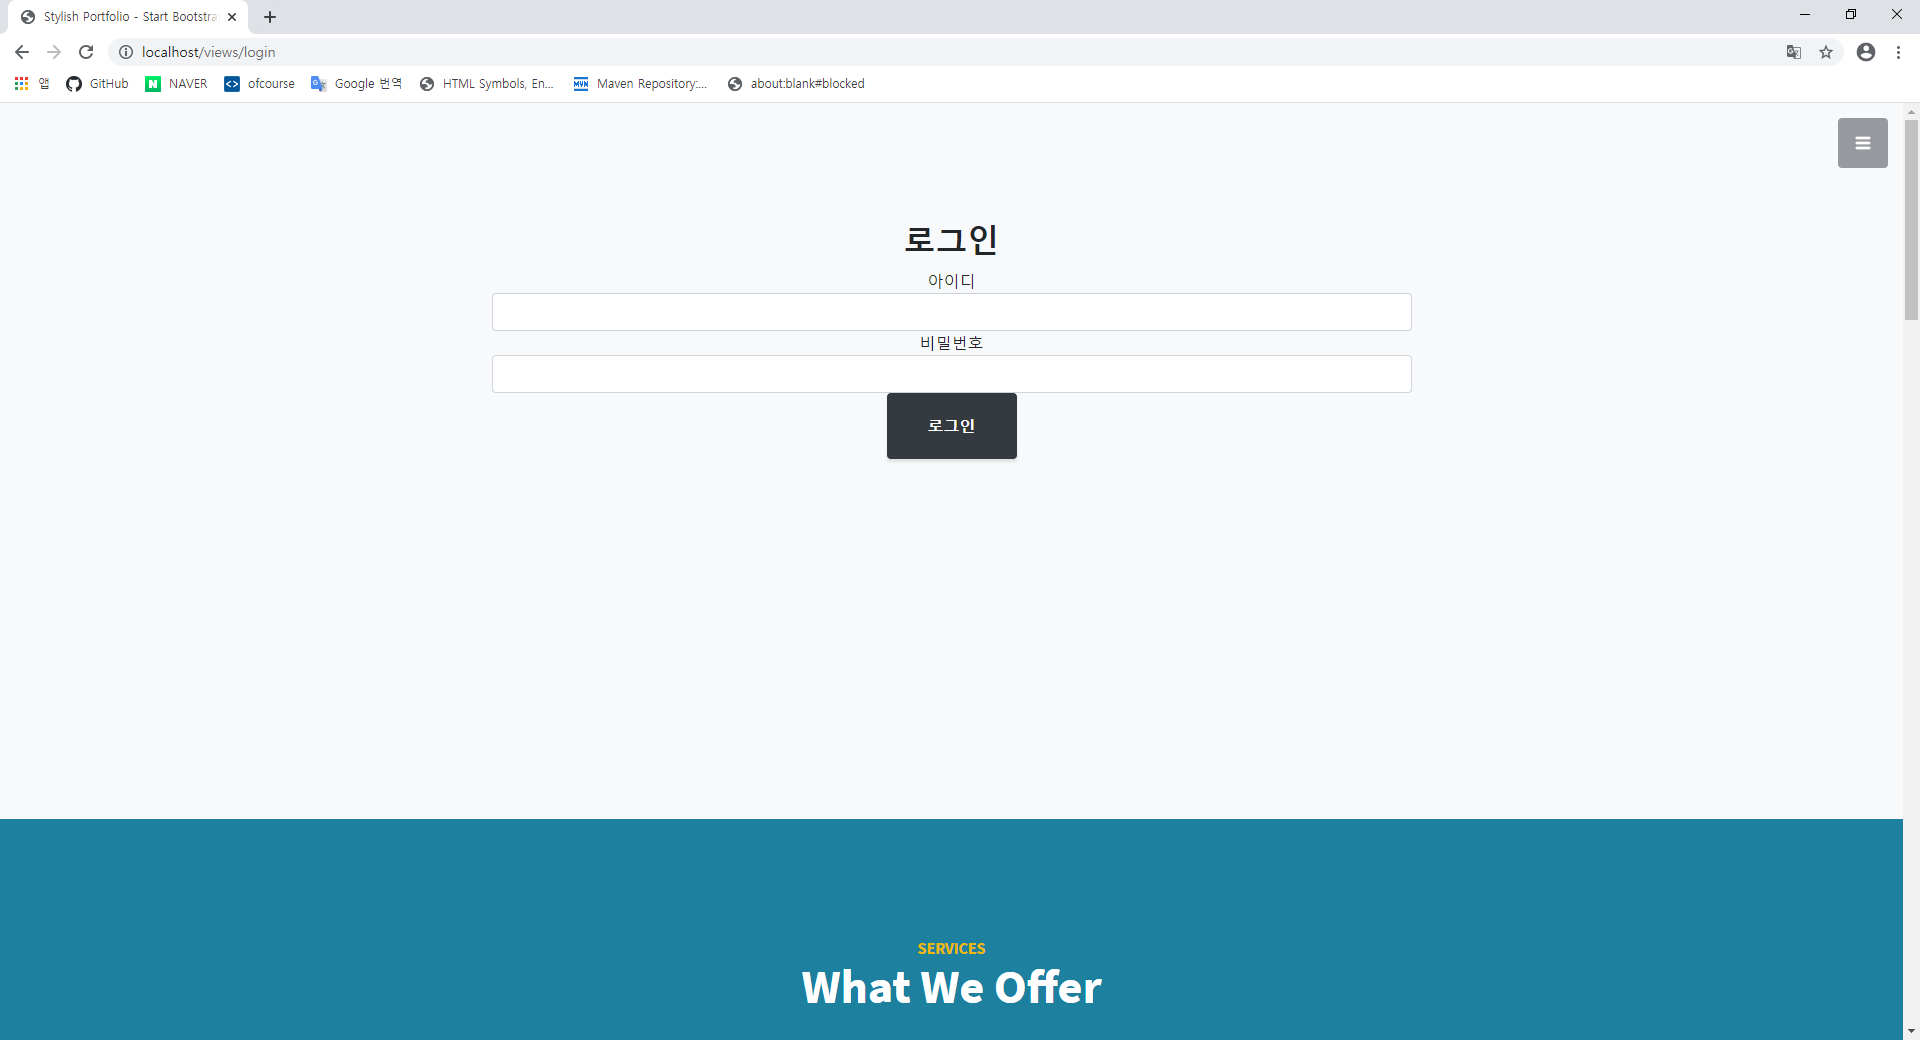 Stylish Portfolio - Start Bootstra
localhost/views/login
앱 GitHub NAVER ofcourse Google 번역 HTML Symbols, En... Maven Repository:... about:blank#blocked
로그인
아이디
비밀번호
로그인
SERVICES
What We Offer